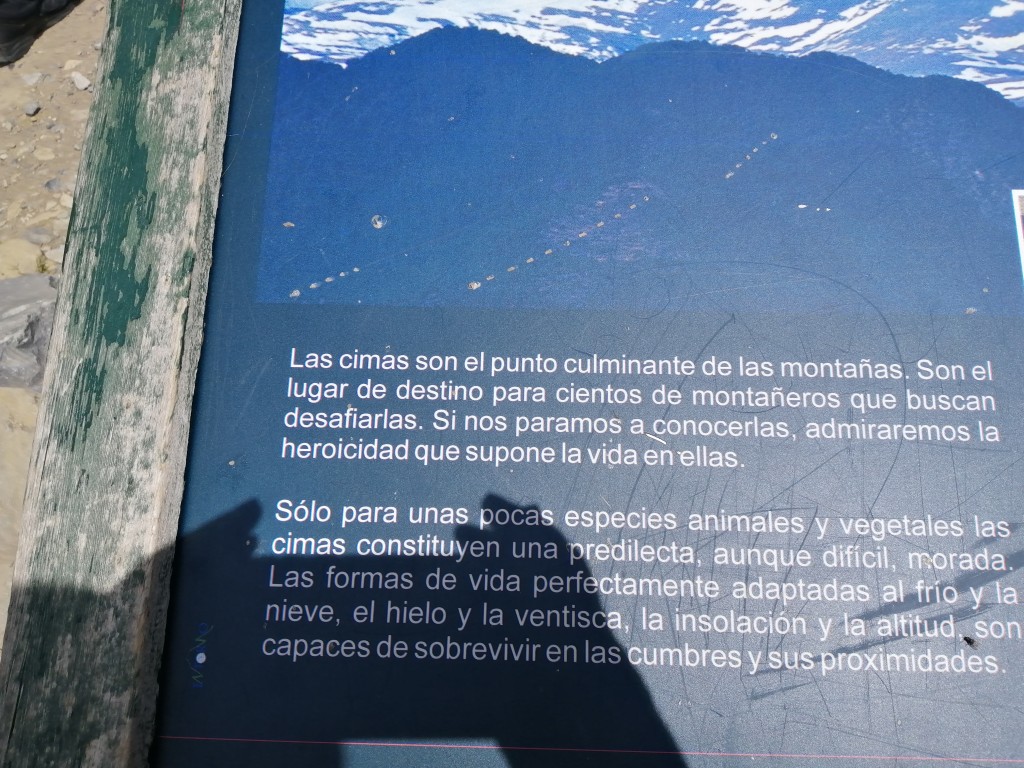 Las cimas son el punto culminante de las montañas. Son el
lugar de destino para cientos de montañeros que buscan
desafiarlas. Si nos paramos a conocerlas, admiraremos la
heroicidad que supone la vida en ellas.
Sólo para unas pocas especies animales y vegetales las
cimas constituyen una predilecta, aunque difícil, morada.
Las formas de vida perfectamente adaptadas al frío y la
nieve, el hielo y la ventisca, la insolación y la altitud, son
capaces de sobrevivir en las cumbres y sus proximidades.